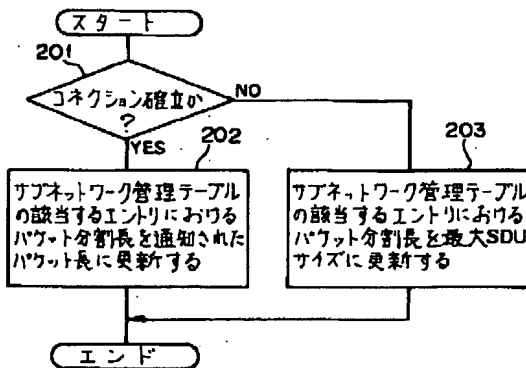 スタート
201
コネクション確立か
?
NO
YES
202
サブネットワーク管理テーブル
の該当するエントリにおける
パケット分割長を通知された
パケット長に更新する
203
サブネットワーク管理テーブル
の該当するエントリにおける
パケット分割長を最大SDU
サイズに更新する
エンド